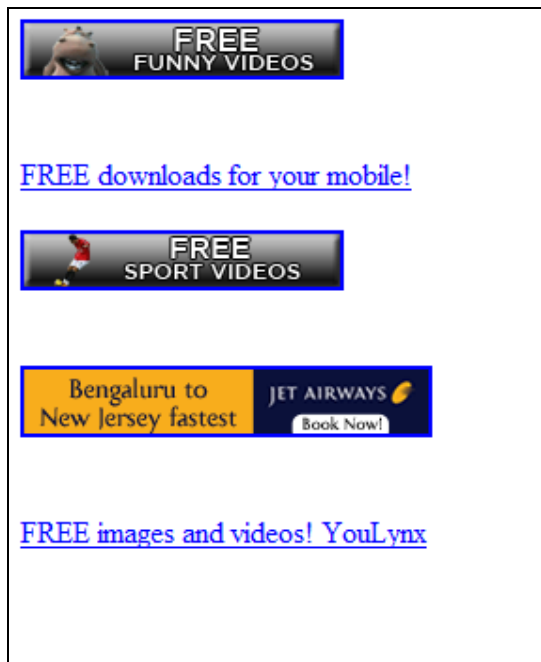 FREE
FUNNY VIDEOS
FREE downloads for your mobile!
FREE
SPORT VIDEOS
Bengaluru to
New Jersey fastest
JET AIRWAYS
Book Now!
FREE images and videos! YouLynx